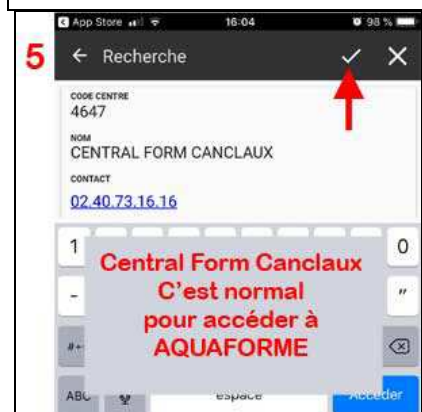 App Store 16:04 98 %
5
Recherche
CODE CENTRE
4647
NOM
CENTRAL FORM CANCLAUX
CONTACT
02.40.73.16.16
1 0
Central Form Canclaux
C'est normal
pour accéder à
AQUAFORME
- "
#+
ABC espace Accéder